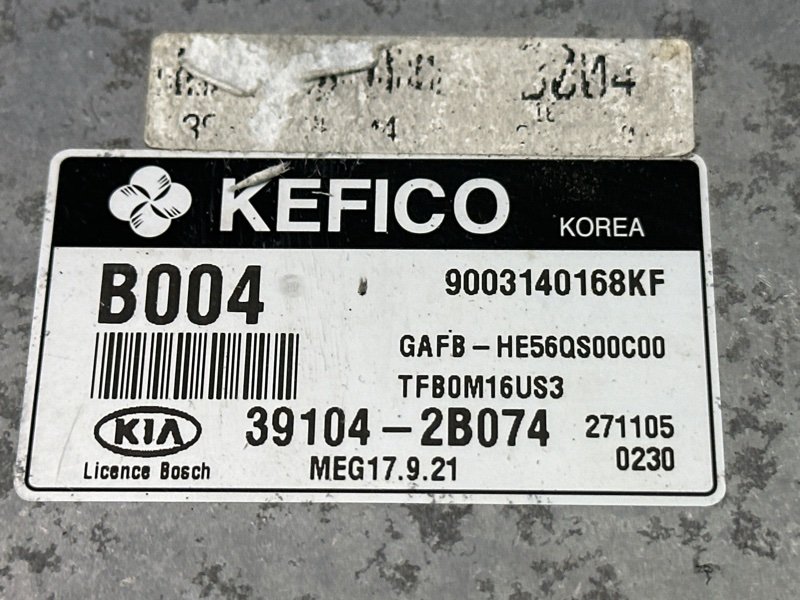 KEFICO KOREA
B004 9003140168KF
GAFB-HE56QS00C00
TFB0M16US3
KIA 39104-2B074 271105
Licence Bosch MEG17.9.21 0230